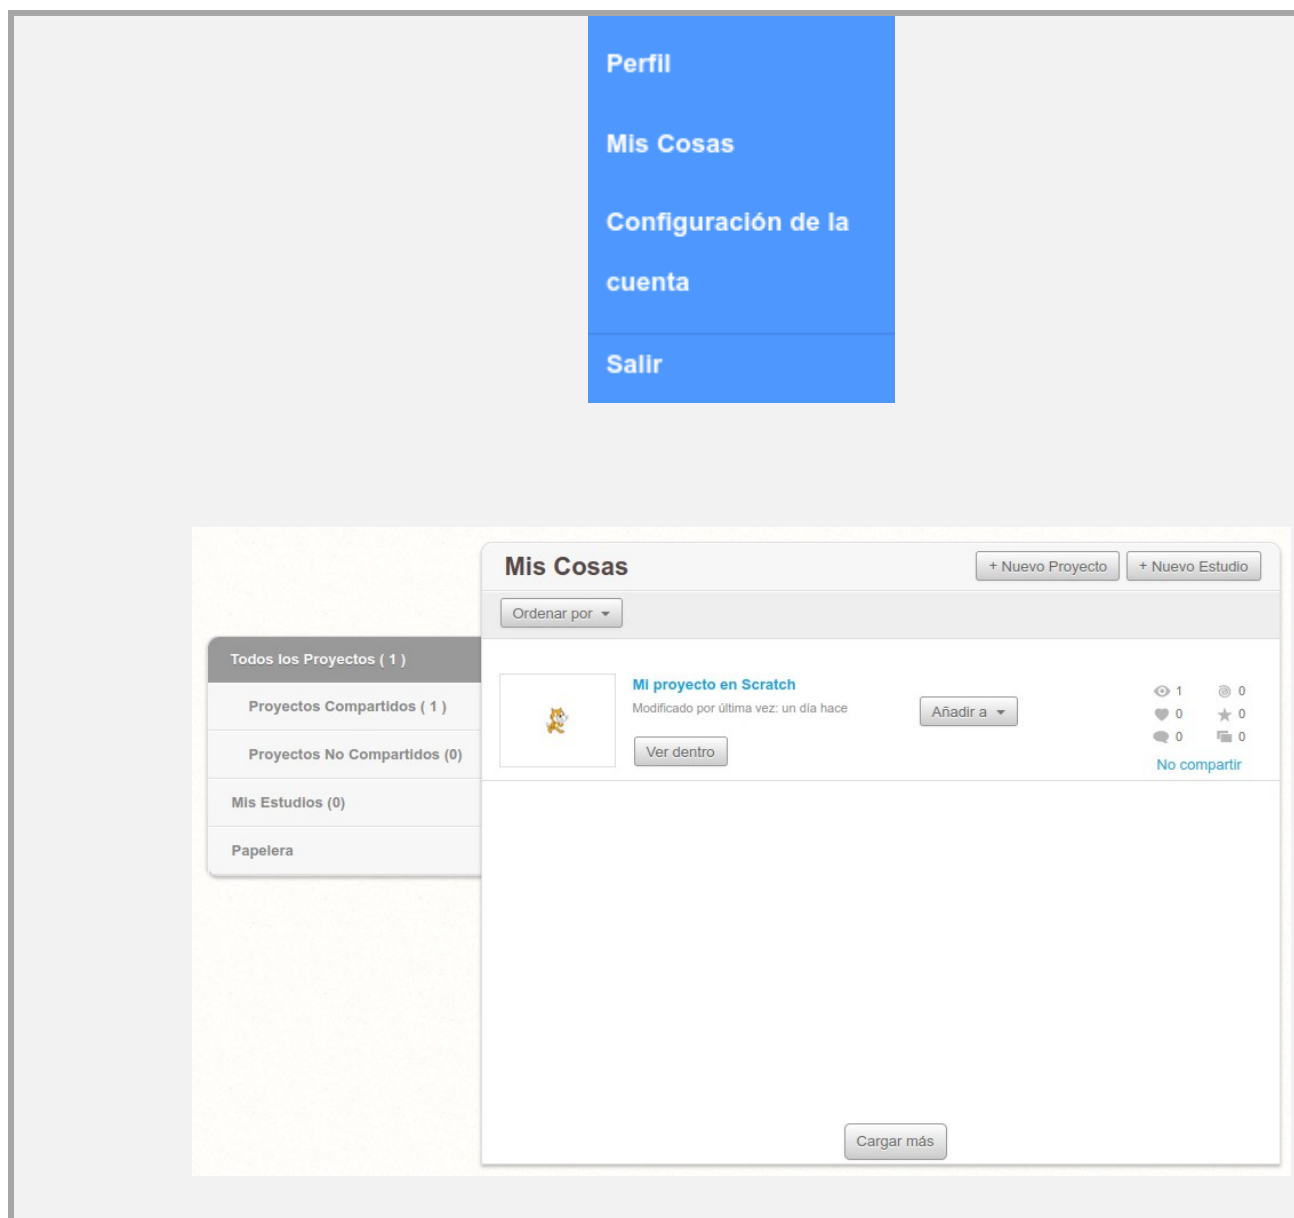 Perfil
Mis Cosas
Configuración de la
cuenta
Salir
Mis Cosas
+ Nuevo Proyecto
+ Nuevo Estudio
Ordenar por
Todos los Proyectos ( 1 )
Proyectos Compartidos ( 1 )
Proyectos No Compartidos (0)
Mis Estudios (0)
Papelera
Mi proyecto en Scratch
Modificado por última vez: un día hace
Ver dentro
Añadir a
1 0
0 0
0 0
No compartir
Cargar más